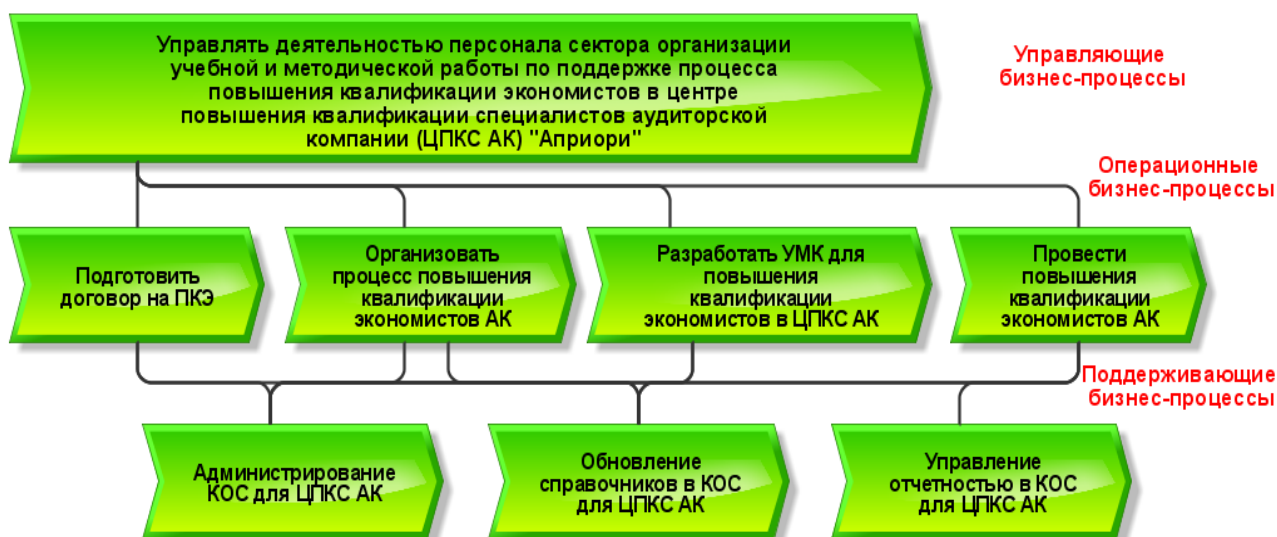 Управлять деятельностью персонала сектора организации
учебной и методической работы по поддержке процесса
повышения квалификации экономистов в центре
повышения квалификации специалистов аудиторской
компании (ЦПКС АК) "Априори"
Управляющие
бизнес-процессы
Операционные
бизнес-процессы
Подготовить
договор на ПКЭ
Организовать
процесс повышения
квалификации
экономистов АК
Разработать УМК для
повышения
квалификации
экономистов в ЦПКС АК
Провести
повышения
квалификации
экономистов АК
Поддерживающие
бизнес-процессы
Администрирование
КОС для ЦПКС АК
Обновление
справочников в КОС
для ЦПКС АК
Управление
отчетностью в КОС
для ЦПКС АК